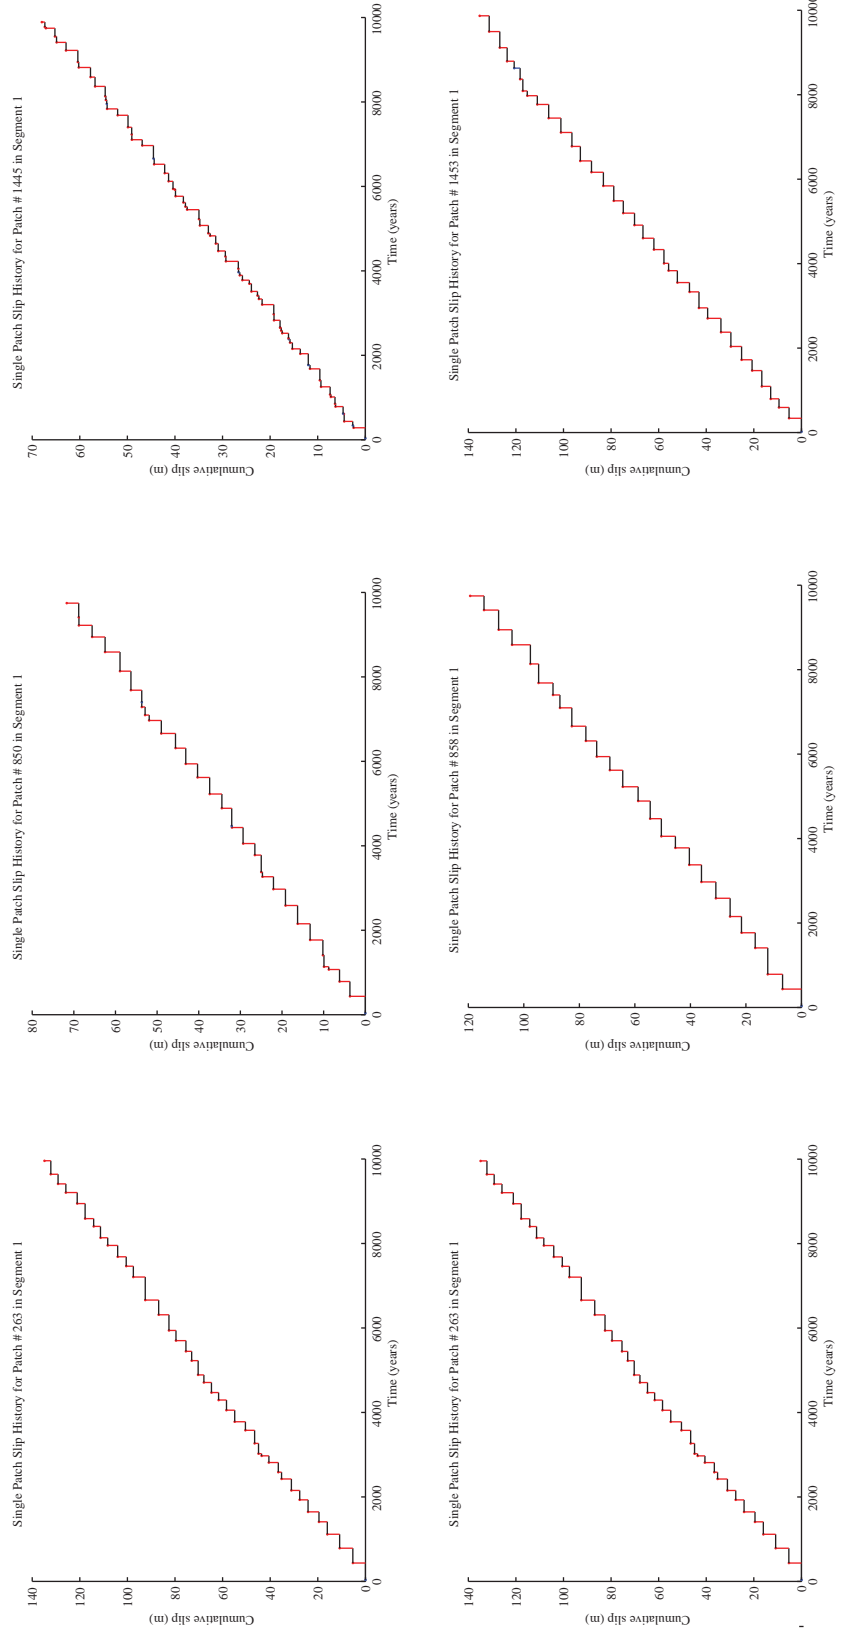 Single Patch Slip History for Patch # 263 in Segment 1
Cumulative slip (m)
140
120
100
80
60
40
20
0
0 2000 4000 6000 8000 10000
Time (years)
Single Patch Slip History for Patch # 850 in Segment 1
Cumulative slip (m)
80
70
60
50
40
30
20
10
0
0 2000 4000 6000 8000 10000
Time (years)
Single Patch Slip History for Patch # 1445 in Segment 1
Cumulative slip (m)
70
60
50
40
30
20
10
0
0 2000 4000 6000 8000 10000
Time (years)
Single Patch Slip History for Patch # 263 in Segment 1
Cumulative slip (m)
140
120
100
80
60
40
20
0
0 2000 4000 6000 8000 10000
Time (years)
Single Patch Slip History for Patch # 858 in Segment 1
Cumulative slip (m)
120
100
80
60
40
20
0
0 2000 4000 6000 8000 10000
Time (years)
Single Patch Slip History for Patch # 1453 in Segment 1
Cumulative slip (m)
140
120
100
80
60
40
20
0
0 2000 4000 6000 8000 10000
Time (years)